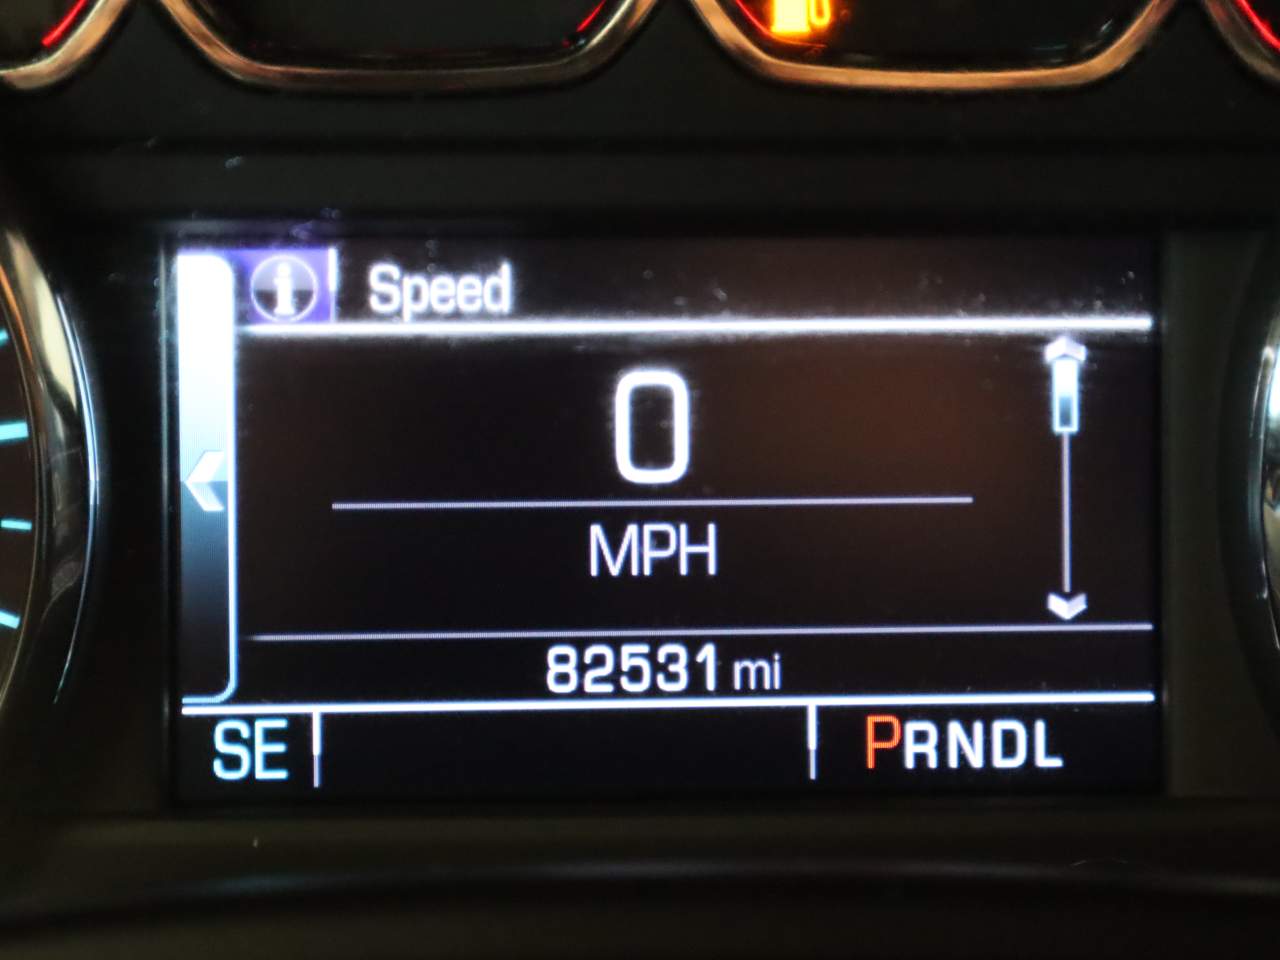 i Speed
0
MPH
82531 mi
SE PRNDL